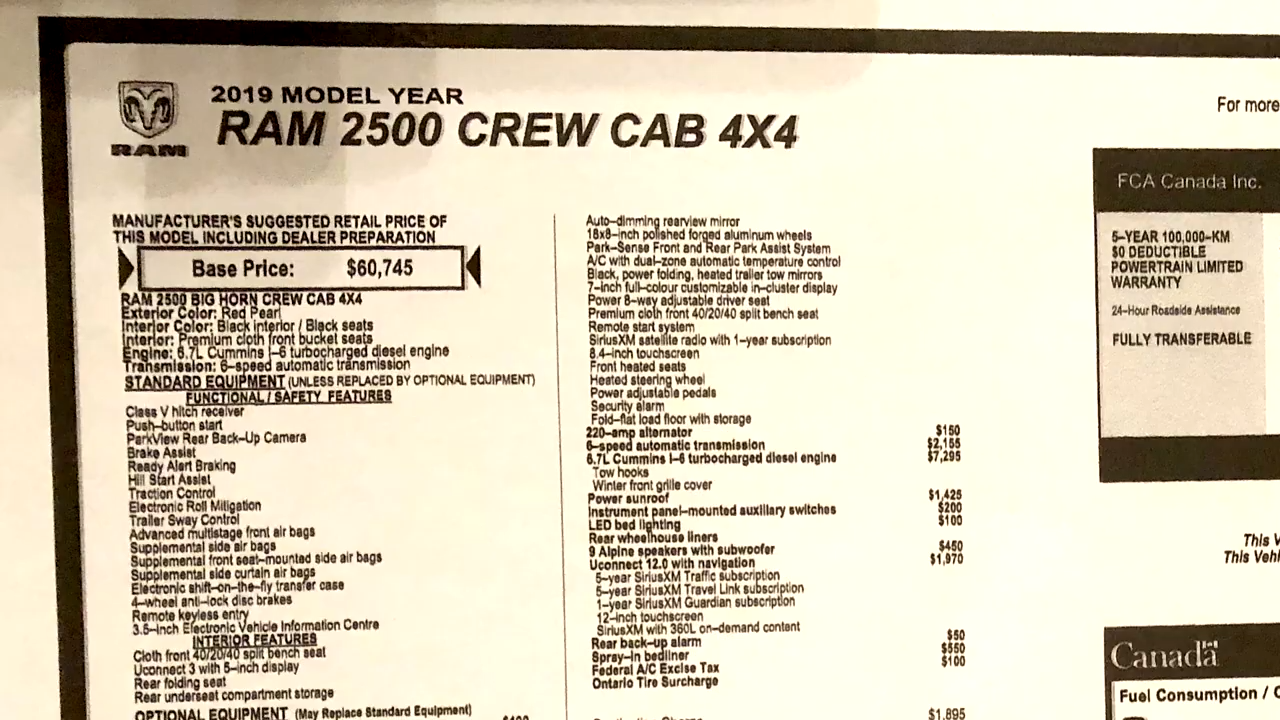 2019 MODEL YEAR
RAM 2500 CREW CAB 4X4
RAM
For more
MANUFACTURER'S SUGGESTED RETAIL PRICE OF
THIS MODEL INCLUDING DEALER PREPARATION
Base Price: $60,745
RAM 2500 BIG HORN CREW CAB 4X4
Exterior Color: Red Pearl
Interior Color: Black interior / Black seats
Interior: Premium cloth front bucket seats
Engine: 6.7L Cummins I-6 turbocharged diesel engine
Transmission: 6-speed automatic transmission
STANDARD EQUIPMENT (UNLESS REPLACED BY OPTIONAL EQUIPMENT)
FUNCTIONAL / SAFETY FEATURES
Class V hitch receiver
Push-button start
ParkView Rear Back-Up Camera
Brake Assist
Ready Alert Braking
Hill Start Assist
Traction Control
Electronic Roll Mitigation
Trailer Sway Control
Advanced multistage front air bags
Supplemental side air bags
Supplemental front seat-mounted side air bags
Supplemental side curtain air bags
Electronic shift-on-the-fly transfer case
4-wheel anti-lock disc brakes
Remote keyless entry
3.5-inch Electronic Vehicle Information Centre
INTERIOR FEATURES
Cloth front 40/20/40 split bench seat
Uconnect 3 with 5-inch display
Rear folding seat
Rear underseat compartment storage
OPTIONAL EQUIPMENT (May Replace Standard Equipment)
Auto-dimming rearview mirror
18x8-inch polished forged aluminum wheels
Park-Sense Front and Rear Park Assist System
A/C with dual-zone automatic temperature control
Black, power folding, heated trailer tow mirrors
7-inch full-colour customizable in-cluster display
Power 8-way adjustable driver seat
Premium cloth front 40/20/40 split bench seat
Remote start system
SiriusXM satellite radio with 1-year subscription
8.4-inch touchscreen
Front heated seats
Heated steering wheel
Power adjustable pedals
Security alarm
Fold-flat load floor with storage
220-amp alternator $150
6-speed automatic transmission $2,155
6.7L Cummins I-6 turbocharged diesel engine $7,295
Tow hooks
Winter front grille cover
Power sunroof $1,425
Instrument panel-mounted auxiliary switches $200
LED bed lighting $100
Rear wheelhouse liners
9 Alpine speakers with subwoofer $450
Uconnect 12.0 with navigation $1,970
5-year SiriusXM Traffic subscription
5-year SiriusXM Travel Link subscription
1-year SiriusXM Guardian subscription
12-inch touchscreen
SiriusXM with 360L on-demand content
Rear back-up alarm $50
Spray-in bedliner $550
Federal A/C Excise Tax $100
Ontario Tire Surcharge
$1,895
FCA Canada Inc.
5-YEAR 100,000-KM
$0 DEDUCTIBLE
POWERTRAIN LIMITED
WARRANTY
24-Hour Roadside Assistance
FULLY TRANSFERABLE
This
This
Canada
Fuel Consumption /